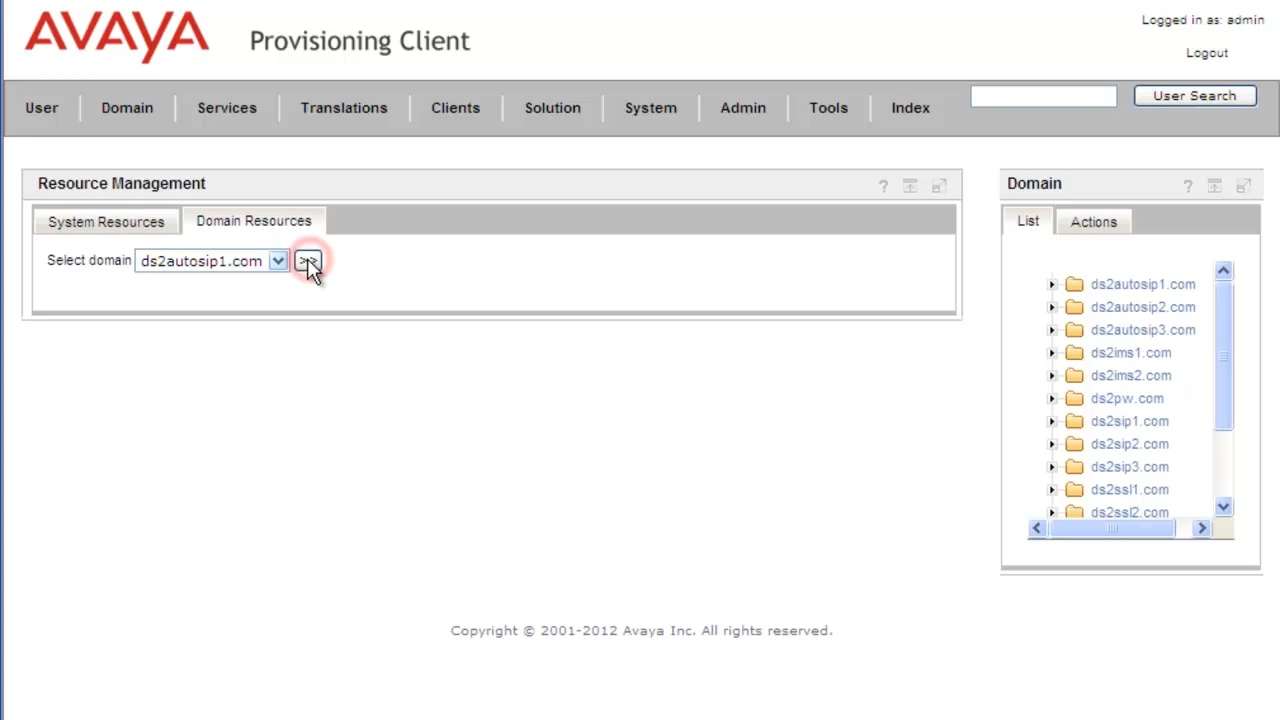 AVAYA
Provisioning Client
Logged in as: admin
Logout
User Domain Services Translations Clients Solution System Admin Tools Index
User Search
Resource Management ?
System Resources Domain Resources
Select domain ds2autosip1.com >>
Domain ?
List Actions
ds2autosip1.com
ds2autosip2.com
ds2autosip3.com
ds2ims1.com
ds2ims2.com
ds2pw.com
ds2sip1.com
ds2sip2.com
ds2sip3.com
ds2ssl1.com
ds2ssl2.com
Copyright © 2001-2012 Avaya Inc. All rights reserved.